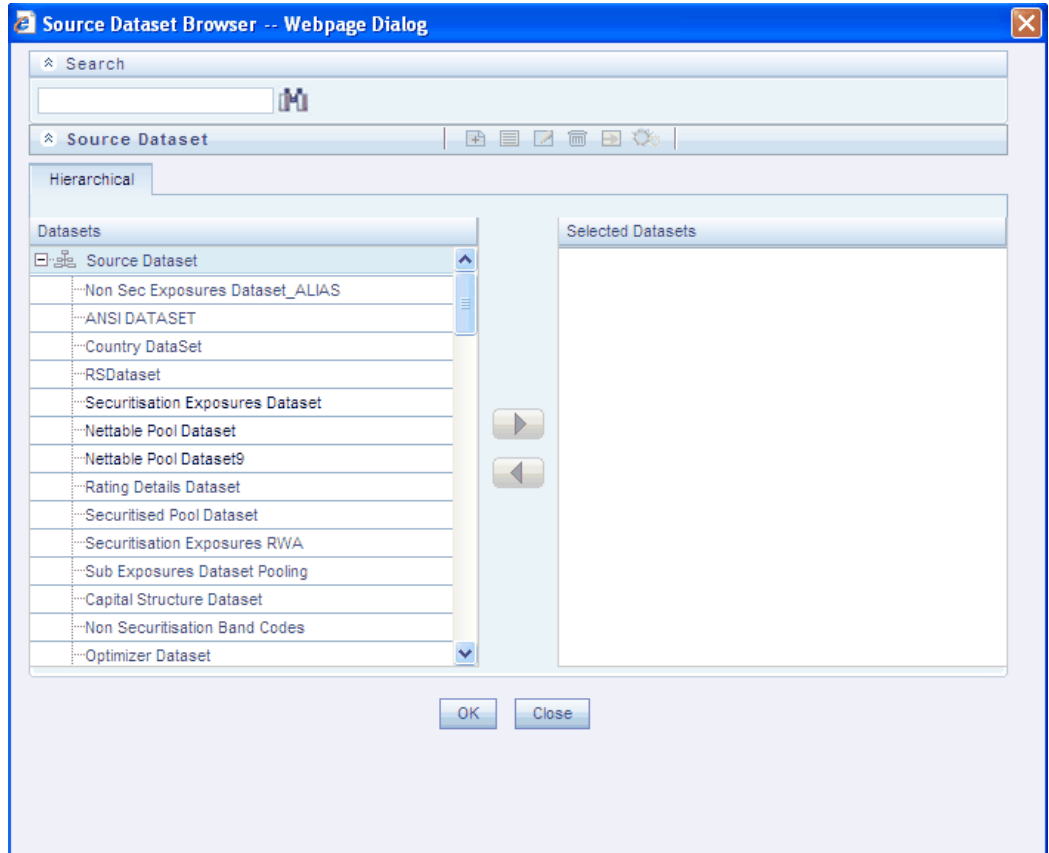 Source Dataset Browser -- Webpage Dialog
Search
Source Dataset
Hierarchical
Datasets
Selected Datasets
Source Dataset
Non Sec Exposures Dataset_ALIAS
ANSI DATASET
Country DataSet
RSDataset
Securitisation Exposures Dataset
Nettable Pool Dataset
Nettable Pool Dataset9
Rating Details Dataset
Securitised Pool Dataset
Securitisation Exposures RWA
Sub Exposures Dataset Pooling
Capital Structure Dataset
Non Securitisation Band Codes
Optimizer Dataset
OK
Close